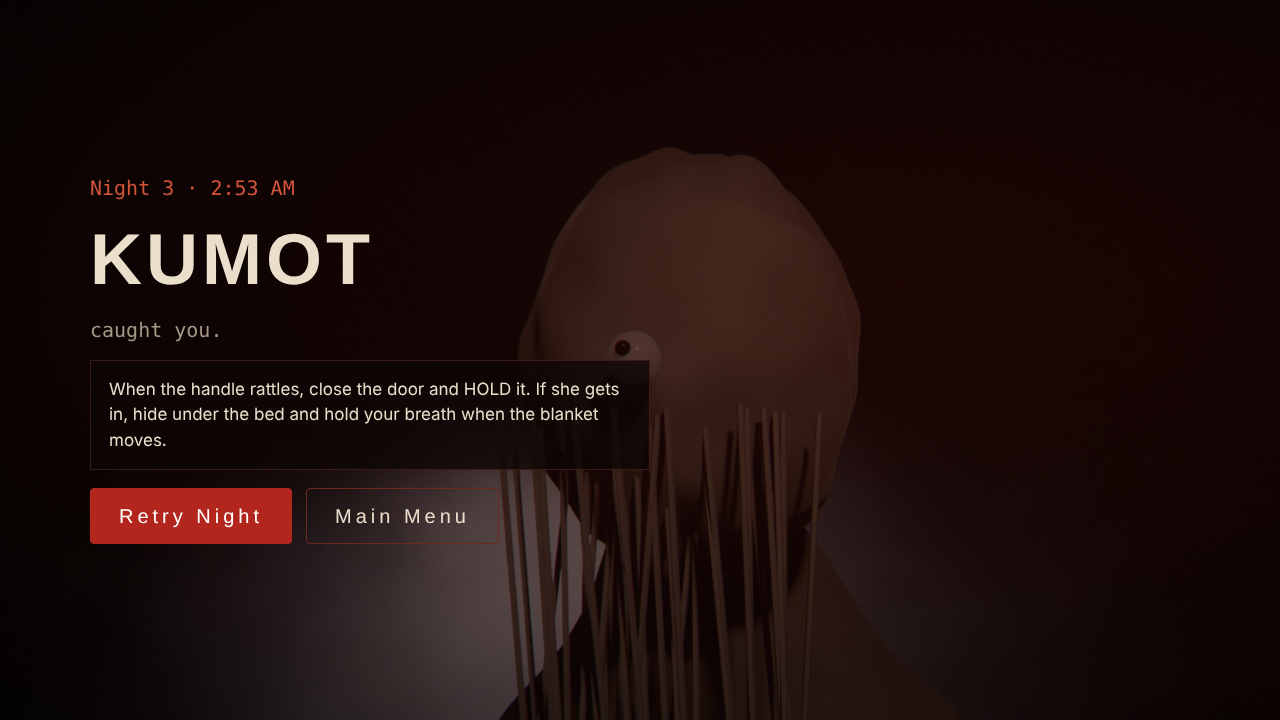 Night 3 · 2:53 AM
KUMOT
caught you.
When the handle rattles, close the door and HOLD it. If she gets
in, hide under the bed and hold your breath when the blanket
moves.
Retry Night
Main Menu